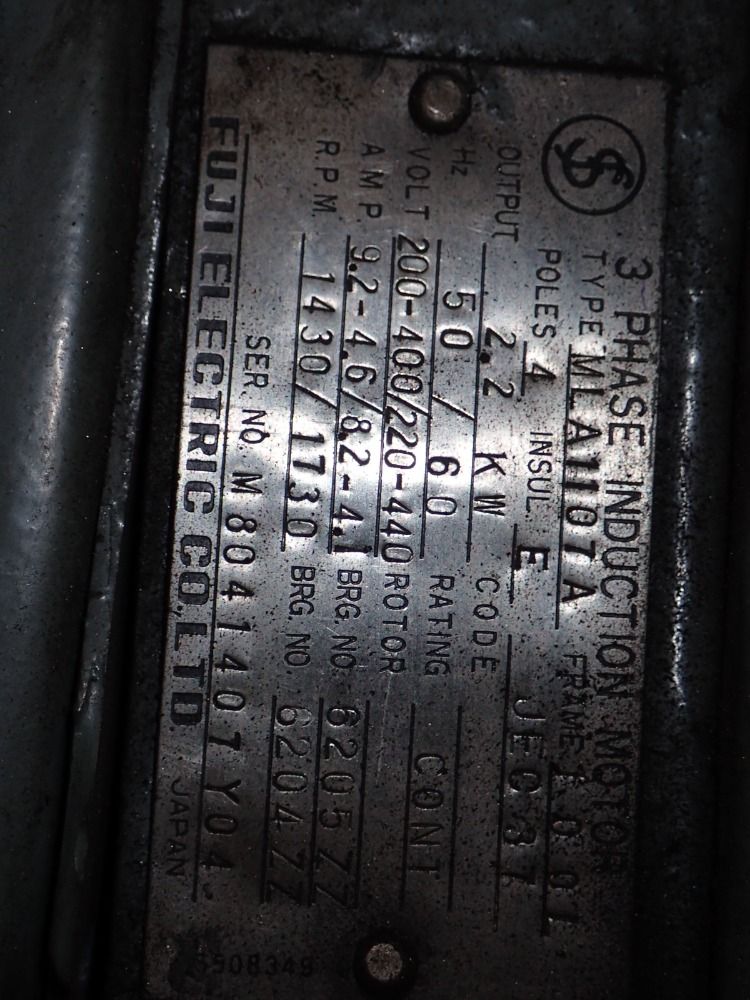 3 PHASE INDUCTION MOTOR
TYPE MLA1107A FRAME 100L
POLES 4 INSUL. E JEC 37
OUTPUT 2.2 KW CODE
Hz 50 / 60 RATING CONT
VOLT 200-400/220-440 ROTOR
AMP. 9.2-4.6/8.2-4.1 BRG. NO. 6205ZZ
R.P.M. 1430/1730 BRG. NO. 6204ZZ
SER. NO. M8041407Y04
FUJI ELECTRIC CO., LTD. JAPAN